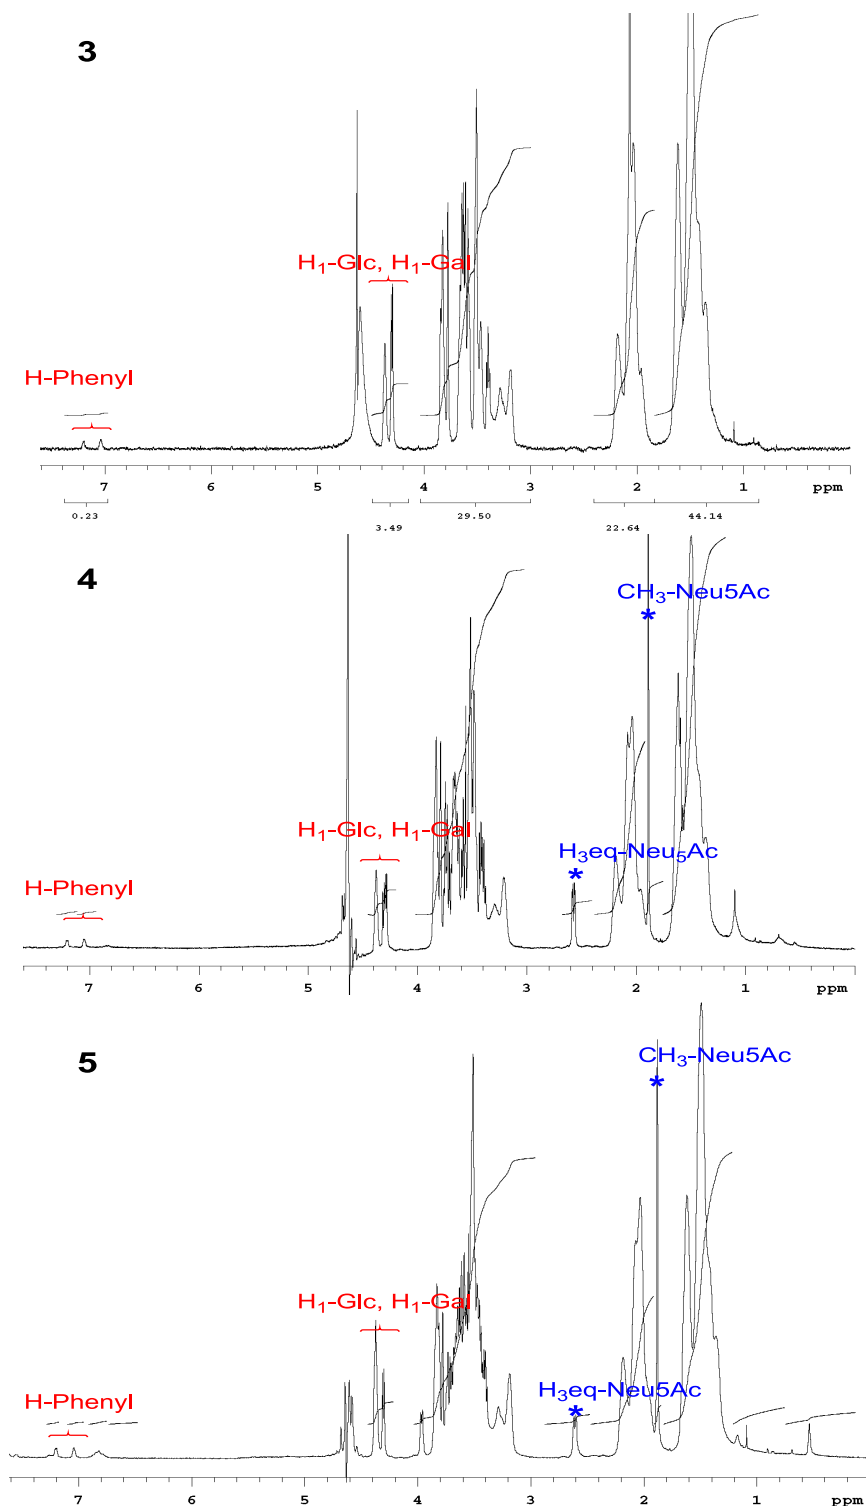 3
H1-Glc, H1-Gal
H-Phenyl
7 6 5 4 3 2 1 ppm
0.23 3.49 29.50 22.64 44.14
4
CH3-Neu5Ac
*
H1-Glc, H1-Gal
H3eq-Neu5Ac
*
H-Phenyl
7 6 5 4 3 2 1 ppm
5
CH3-Neu5Ac
*
H1-Glc, H1-Gal
H3eq-Neu5Ac
*
H-Phenyl
7 6 5 4 3 2 1 ppm